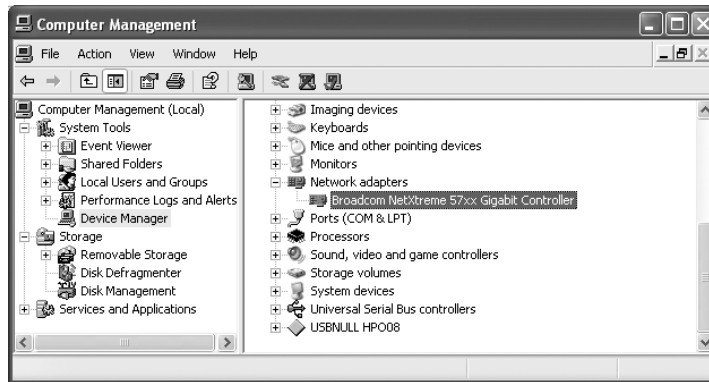 Computer Management
File Action View Window Help
Computer Management (Local)
System Tools
Event Viewer
Shared Folders
Local Users and Groups
Performance Logs and Alerts
Device Manager
Storage
Removable Storage
Disk Defragmenter
Disk Management
Services and Applications
Imaging devices
Keyboards
Mice and other pointing devices
Monitors
Network adapters
Broadcom NetXtreme 57xx Gigabit Controller
Ports (COM & LPT)
Processors
Sound, video and game controllers
Storage volumes
System devices
Universal Serial Bus controllers
USBNULL HPO08